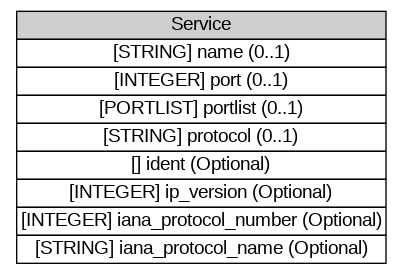 Service
[STRING] name (0..1)
[INTEGER] port (0..1)
[PORTLIST] portlist (0..1)
[STRING] protocol (0..1)
[] ident (Optional)
[INTEGER] ip_version (Optional)
[INTEGER] iana_protocol_number (Optional)
[STRING] iana_protocol_name (Optional)